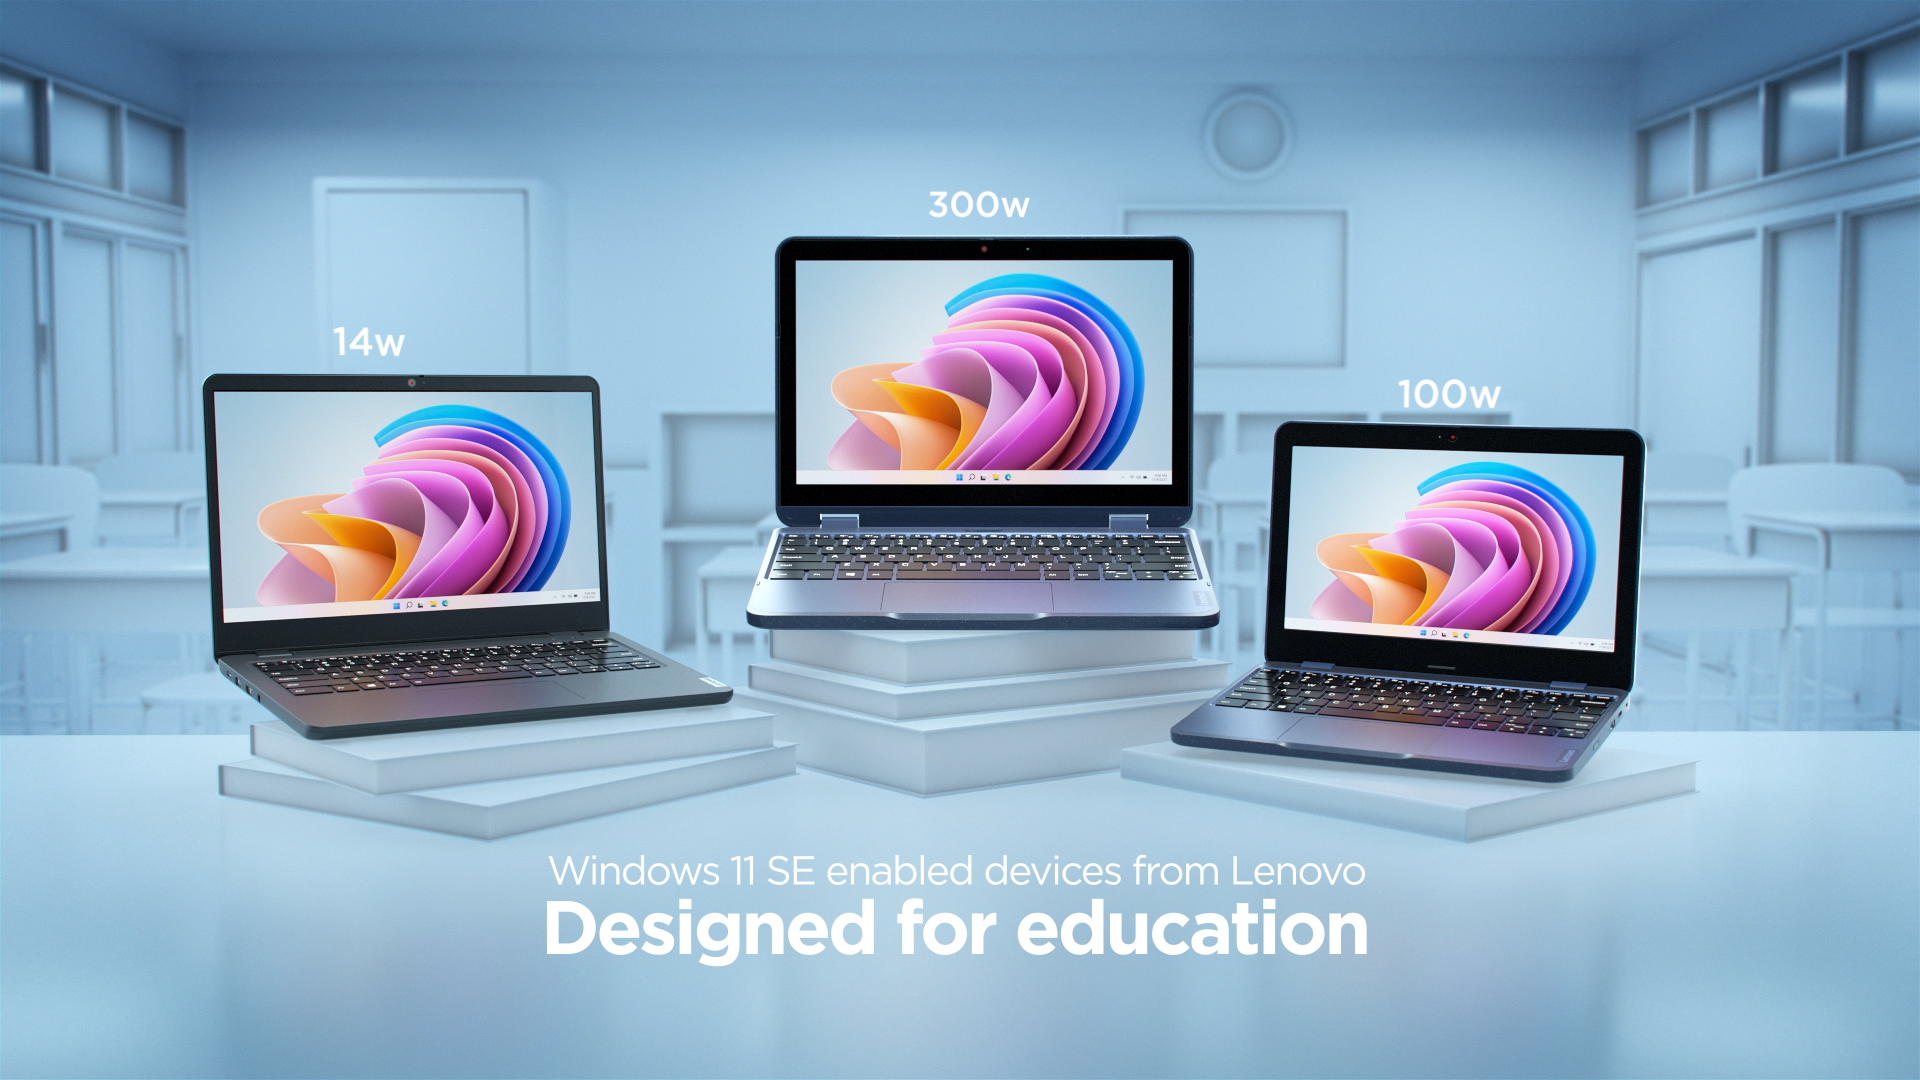 300w
14w
100w
Windows 11 SE enabled devices from Lenovo
Designed for education